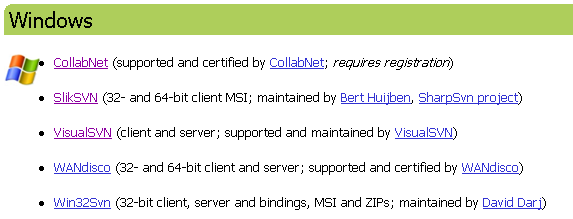 Windows
CollabNet (supported and certified by CollabNet; requires registration)
SlikSVN (32- and 64-bit client MSI; maintained by Bert Huijben, SharpSvn project)
VisualSVN (client and server; supported and maintained by VisualSVN)
WANdisco (32- and 64-bit client and server; supported and certified by WANdisco)
Win32Svn (32-bit client, server and bindings, MSI and ZIPs; maintained by David Darj)